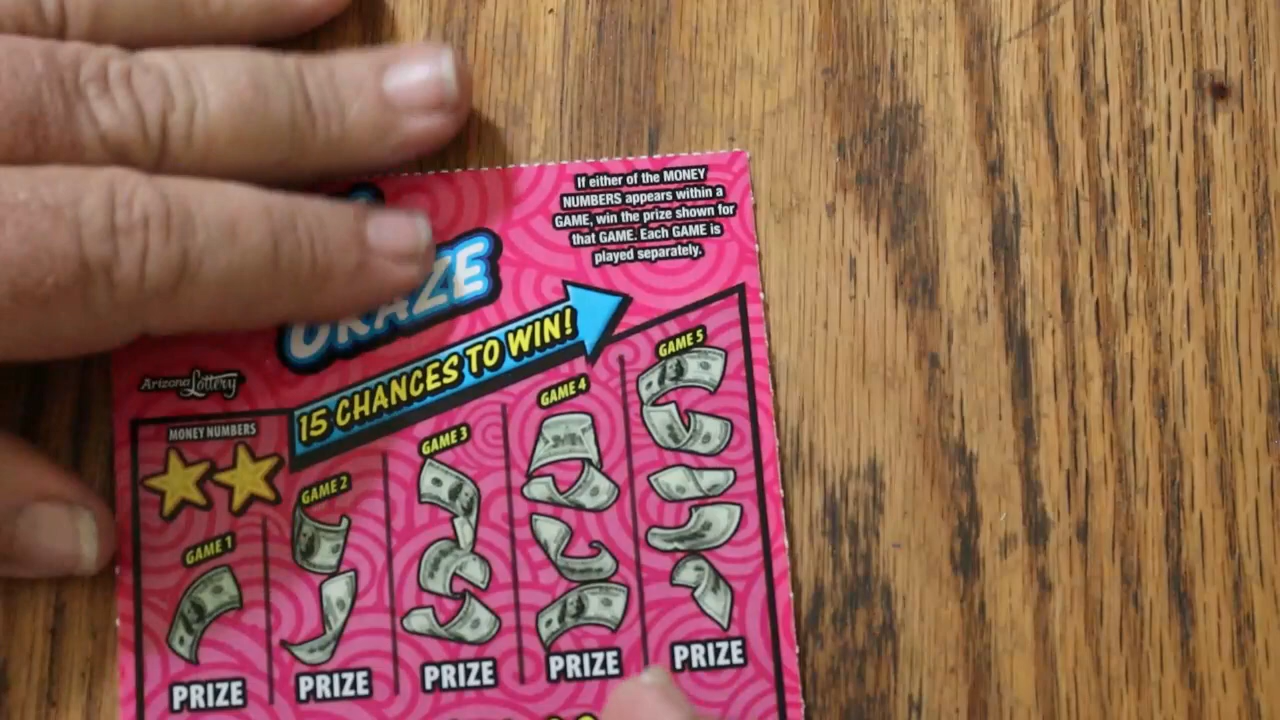 If either of the MONEY
NUMBERS appears within a
GAME, win the prize shown for
that GAME. Each GAME is
played separately.
15 CHANCES TO WIN!
Arizona Lottery
MONEY NUMBERS
GAME 1
GAME 2
GAME 3
GAME 4
GAME 5
PRIZE
PRIZE
PRIZE
PRIZE
PRIZE